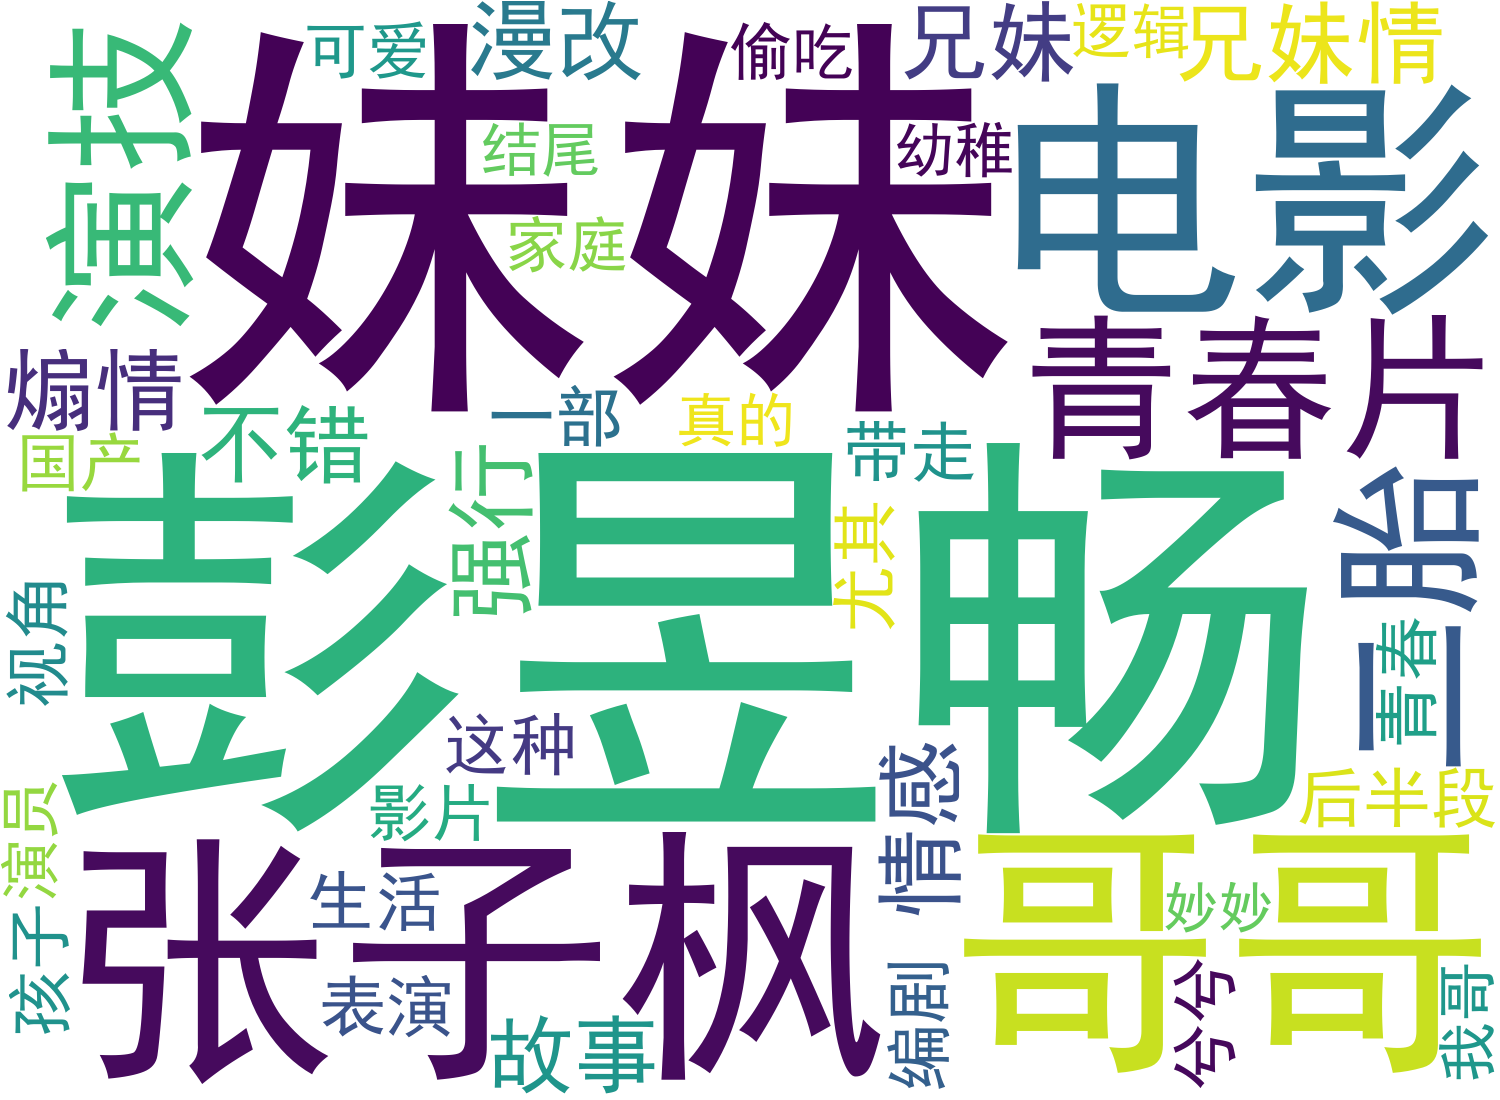 可爱
漫改
偷吃
兄妹
逻辑
兄妹情
演技
妹妹
电影
结尾
幼稚
家庭
青春片
煽情
不错
一部
真的
带走
国产
彭昱畅
强行
尤其
二胎
视角
青春
这种
影片
情感
后半段
演员
张子枫
哥哥
生活
妙妙
孩子
表演
故事
编剧
兮兮
我哥